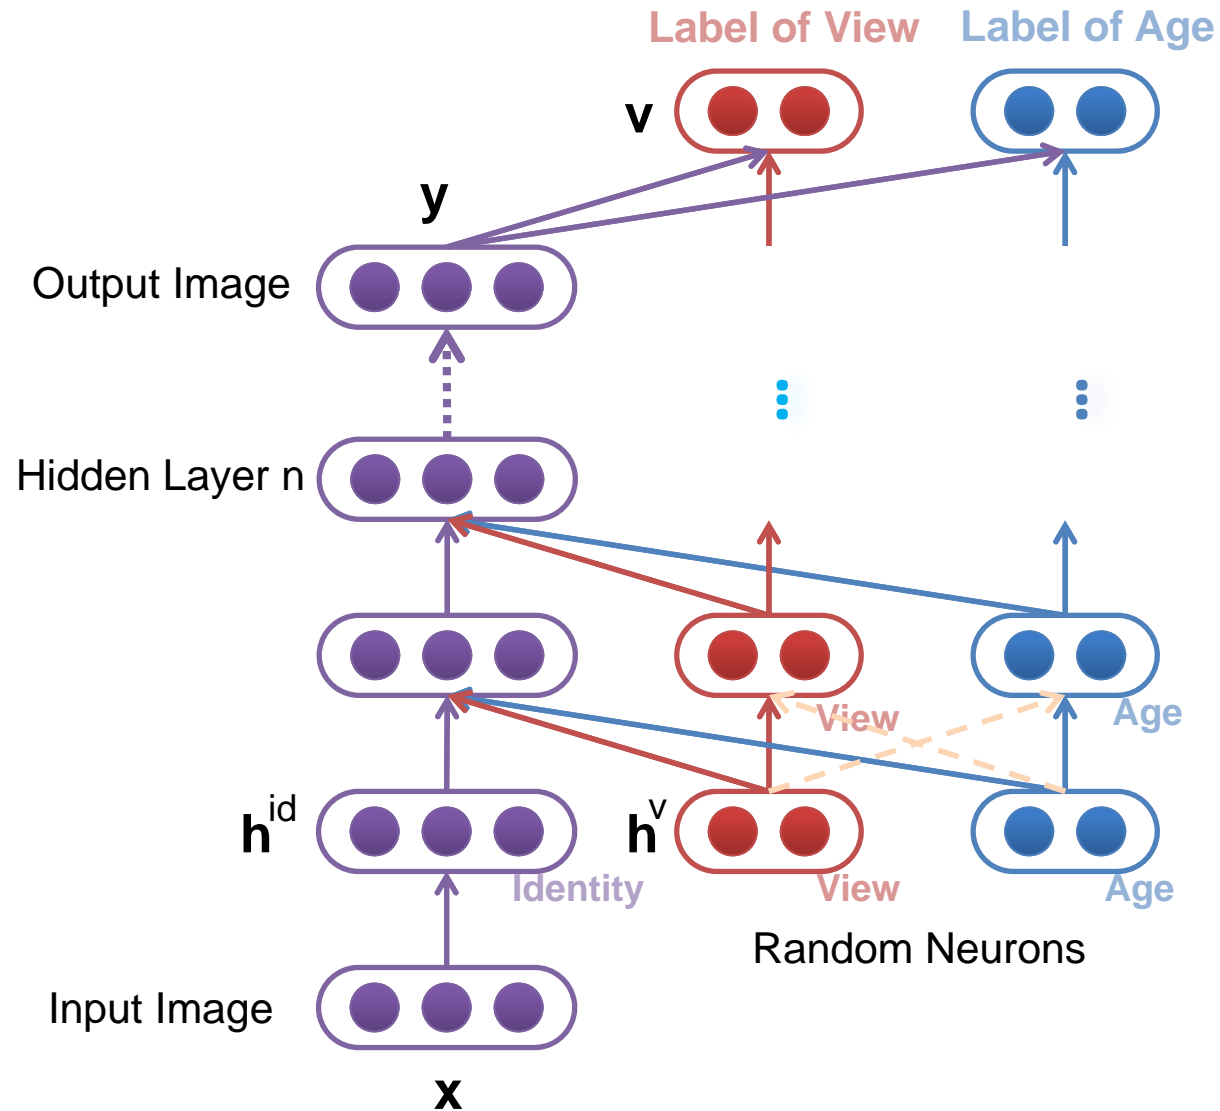 Label of View
Label of Age
v
y
Output Image
Hidden Layer n
View
Age
h^id
h^v
Identity
View
Age
Random Neurons
Input Image
x